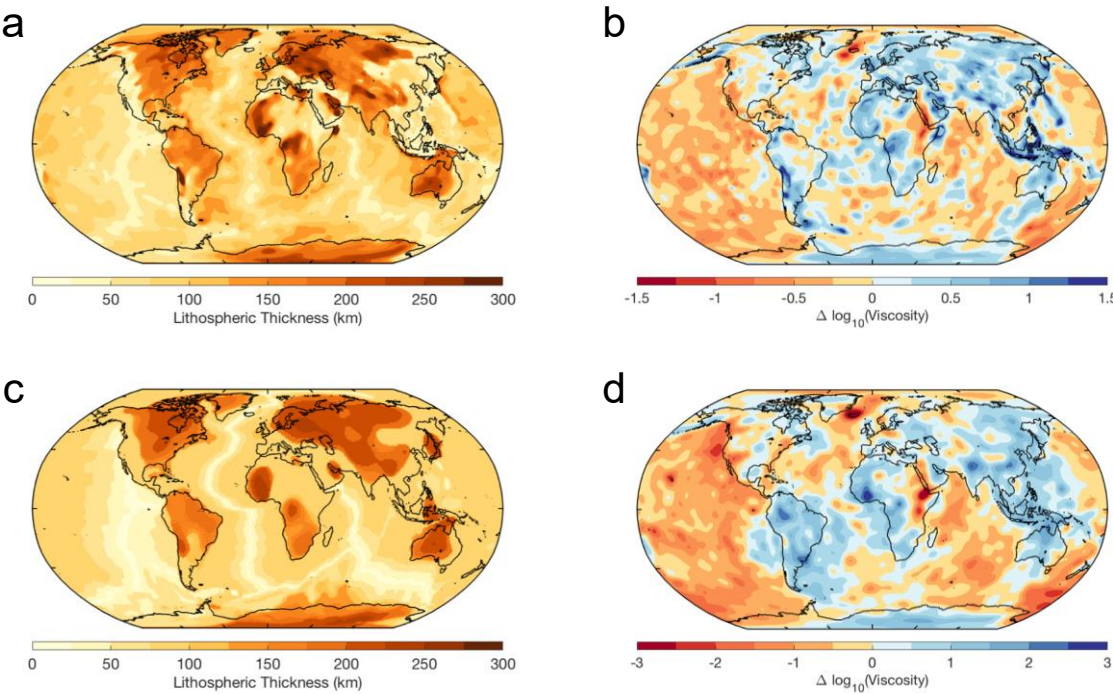 a
b
0 50 100 150 200 250 300
Lithospheric Thickness (km)
-1.5 -1 -0.5 0 0.5 1 1.5
Δ log10(Viscosity)
c
d
0 50 100 150 200 250 300
Lithospheric Thickness (km)
-3 -2 -1 0 1 2 3
Δ log10(Viscosity)